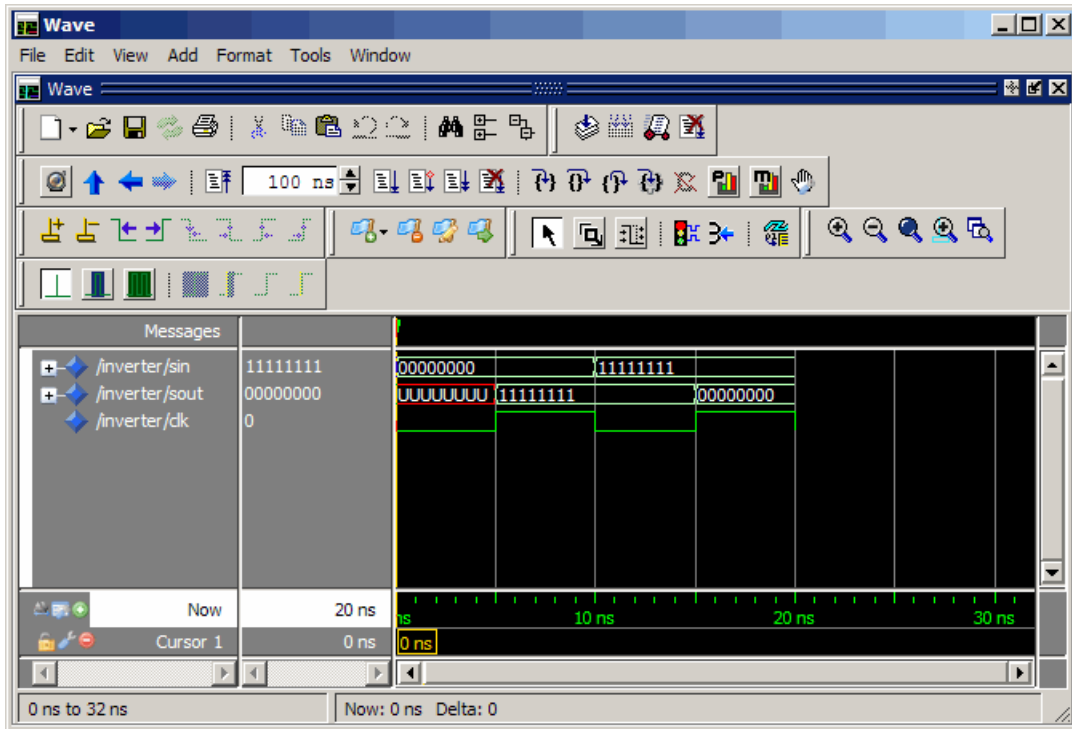 Wave
File Edit View Add Format Tools Window
Wave
100 ns
Messages
/inverter/sin 11111111 00000000 11111111
/inverter/sout 00000000 UUUUUUUU 11111111 00000000
/inverter/clk 0
Now 20 ns ns 10 ns 20 ns 30 ns
Cursor 1 0 ns 0 ns
0 ns to 32 ns Now: 0 ns Delta: 0